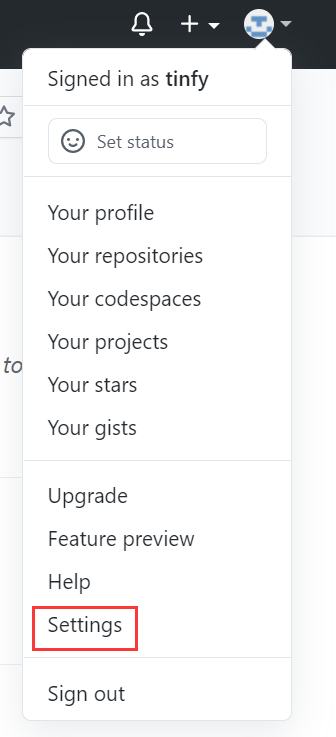 Signed in as tinfy
Set status
Your profile
Your repositories
Your codespaces
Your projects
to
Your stars
Your gists
Upgrade
Feature preview
Help
Settings
Sign out